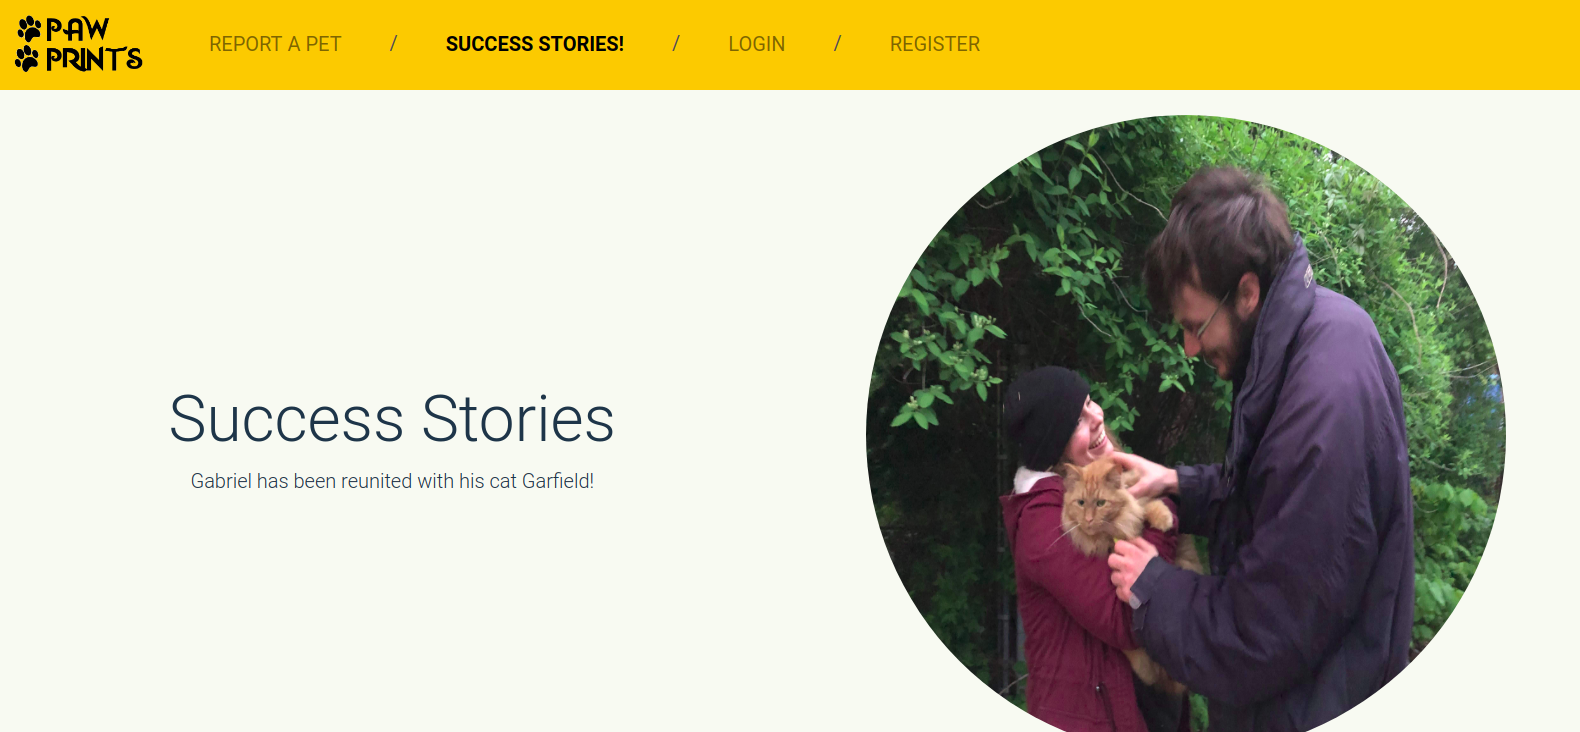 PAW
PRINTS
REPORT A PET / SUCCESS STORIES! / LOGIN / REGISTER
Success Stories
Gabriel has been reunited with his cat Garfield!